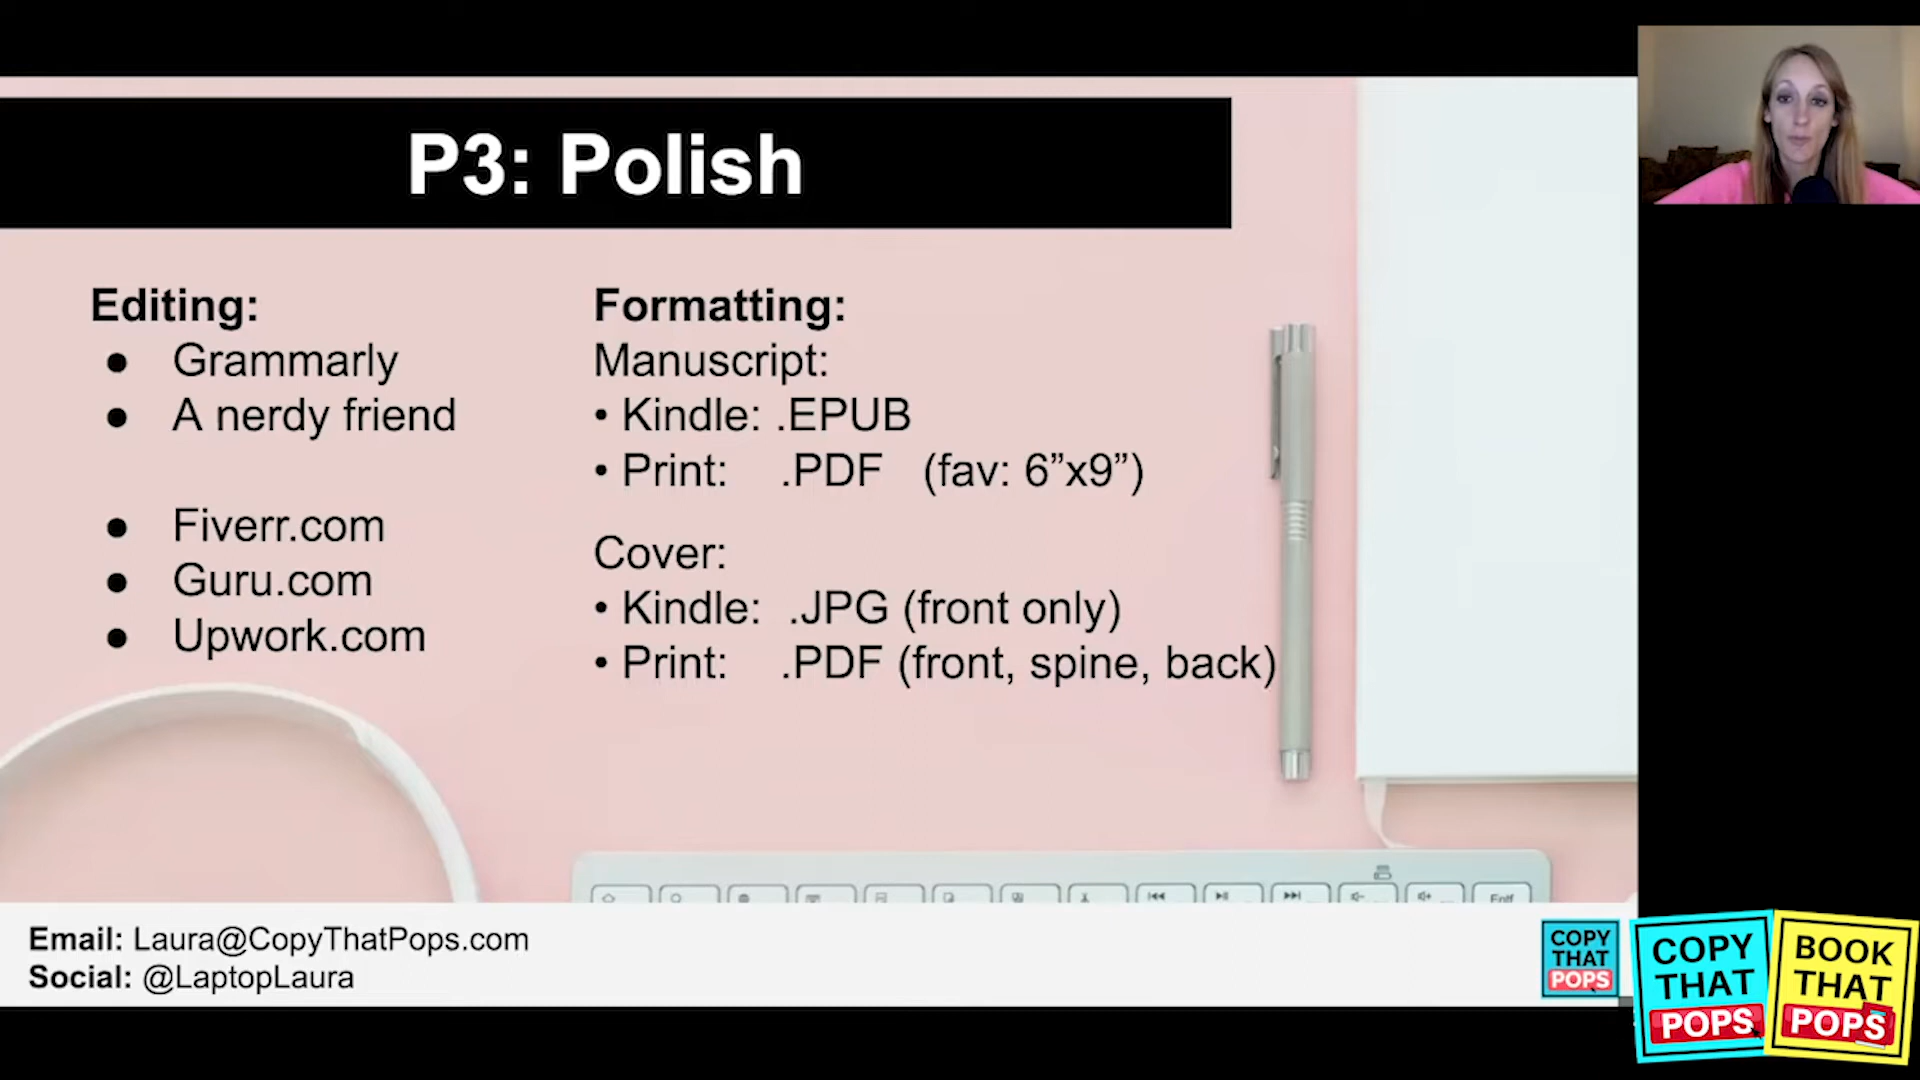 P3: Polish
Editing:
● Grammarly
● A nerdy friend
● Fiverr.com
● Guru.com
● Upwork.com
Formatting:
Manuscript:
• Kindle: .EPUB
• Print: .PDF (fav: 6”x9”)
Cover:
• Kindle: .JPG (front only)
• Print: .PDF (front, spine, back)
Entf
Email: Laura@CopyThatPops.com
Social: @LaptopLaura
COPY
THAT
POPS
COPY
THAT
POPS
BOOK
THAT
POPS